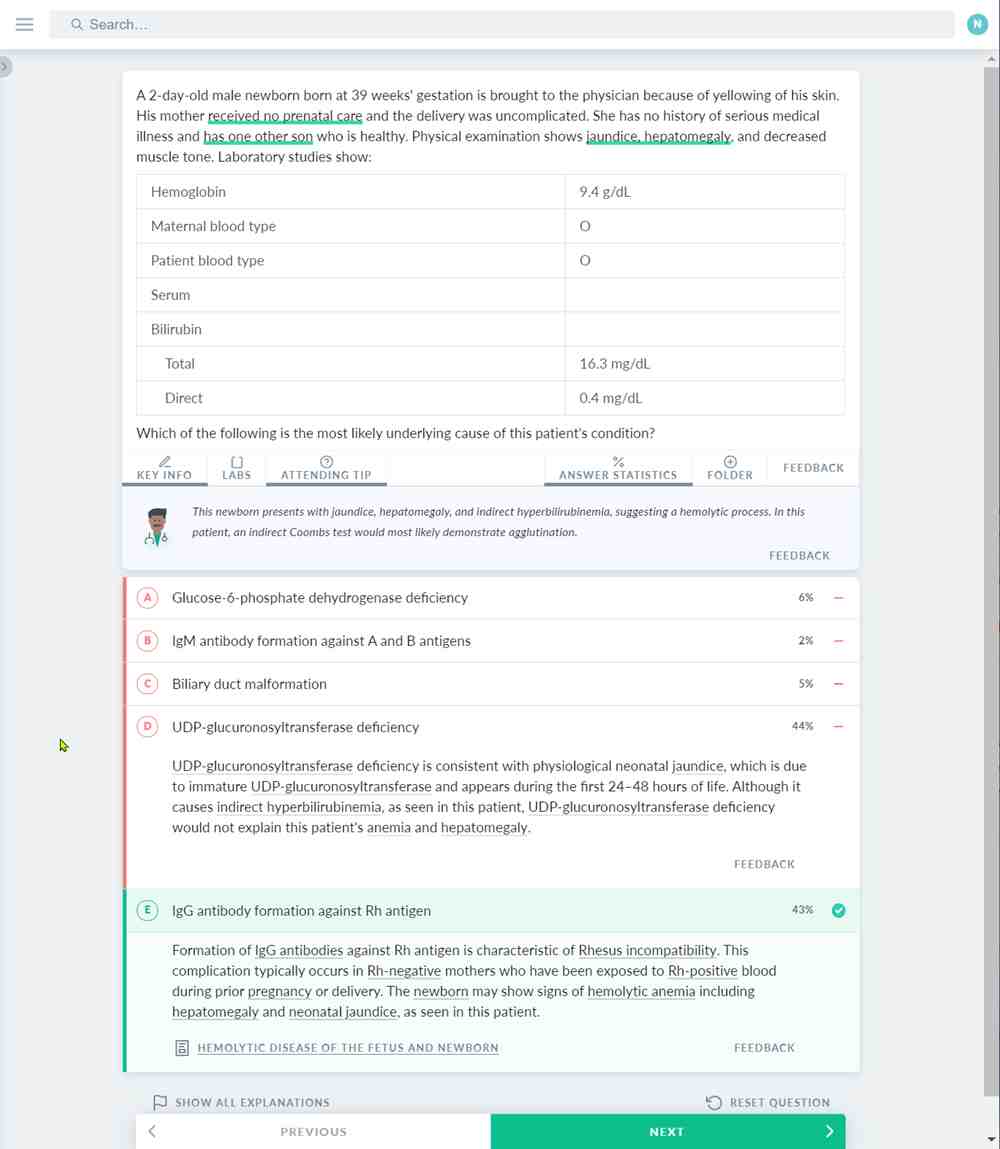 Search...
N
A 2-day-old male newborn born at 39 weeks' gestation is brought to the physician because of yellowing of his skin.
His mother received no prenatal care and the delivery was uncomplicated. She has no history of serious medical
illness and has one other son who is healthy. Physical examination shows jaundice, hepatomegaly, and decreased
muscle tone. Laboratory studies show:
Hemoglobin 9.4 g/dL
Maternal blood type O
Patient blood type O
Serum
Bilirubin
Total 16.3 mg/dL
Direct 0.4 mg/dL
Which of the following is the most likely underlying cause of this patient's condition?
KEY INFO LABS ATTENDING TIP % ANSWER STATISTICS FOLDER FEEDBACK
This newborn presents with jaundice, hepatomegaly, and indirect hyperbilirubinemia, suggesting a hemolytic process. In this
patient, an indirect Coombs test would most likely demonstrate agglutination.
FEEDBACK
A Glucose-6-phosphate dehydrogenase deficiency 6%
B IgM antibody formation against A and B antigens 2%
C Biliary duct malformation 5%
D UDP-glucuronosyltransferase deficiency 44%
UDP-glucuronosyltransferase deficiency is consistent with physiological neonatal jaundice, which is due
to immature UDP-glucuronosyltransferase and appears during the first 24–48 hours of life. Although it
causes indirect hyperbilirubinemia, as seen in this patient, UDP-glucuronosyltransferase deficiency
would not explain this patient's anemia and hepatomegaly.
FEEDBACK
E IgG antibody formation against Rh antigen 43%
Formation of IgG antibodies against Rh antigen is characteristic of Rhesus incompatibility. This
complication typically occurs in Rh-negative mothers who have been exposed to Rh-positive blood
during prior pregnancy or delivery. The newborn may show signs of hemolytic anemia including
hepatomegaly and neonatal jaundice, as seen in this patient.
HEMOLYTIC DISEASE OF THE FETUS AND NEWBORN FEEDBACK
SHOW ALL EXPLANATIONS RESET QUESTION
PREVIOUS NEXT